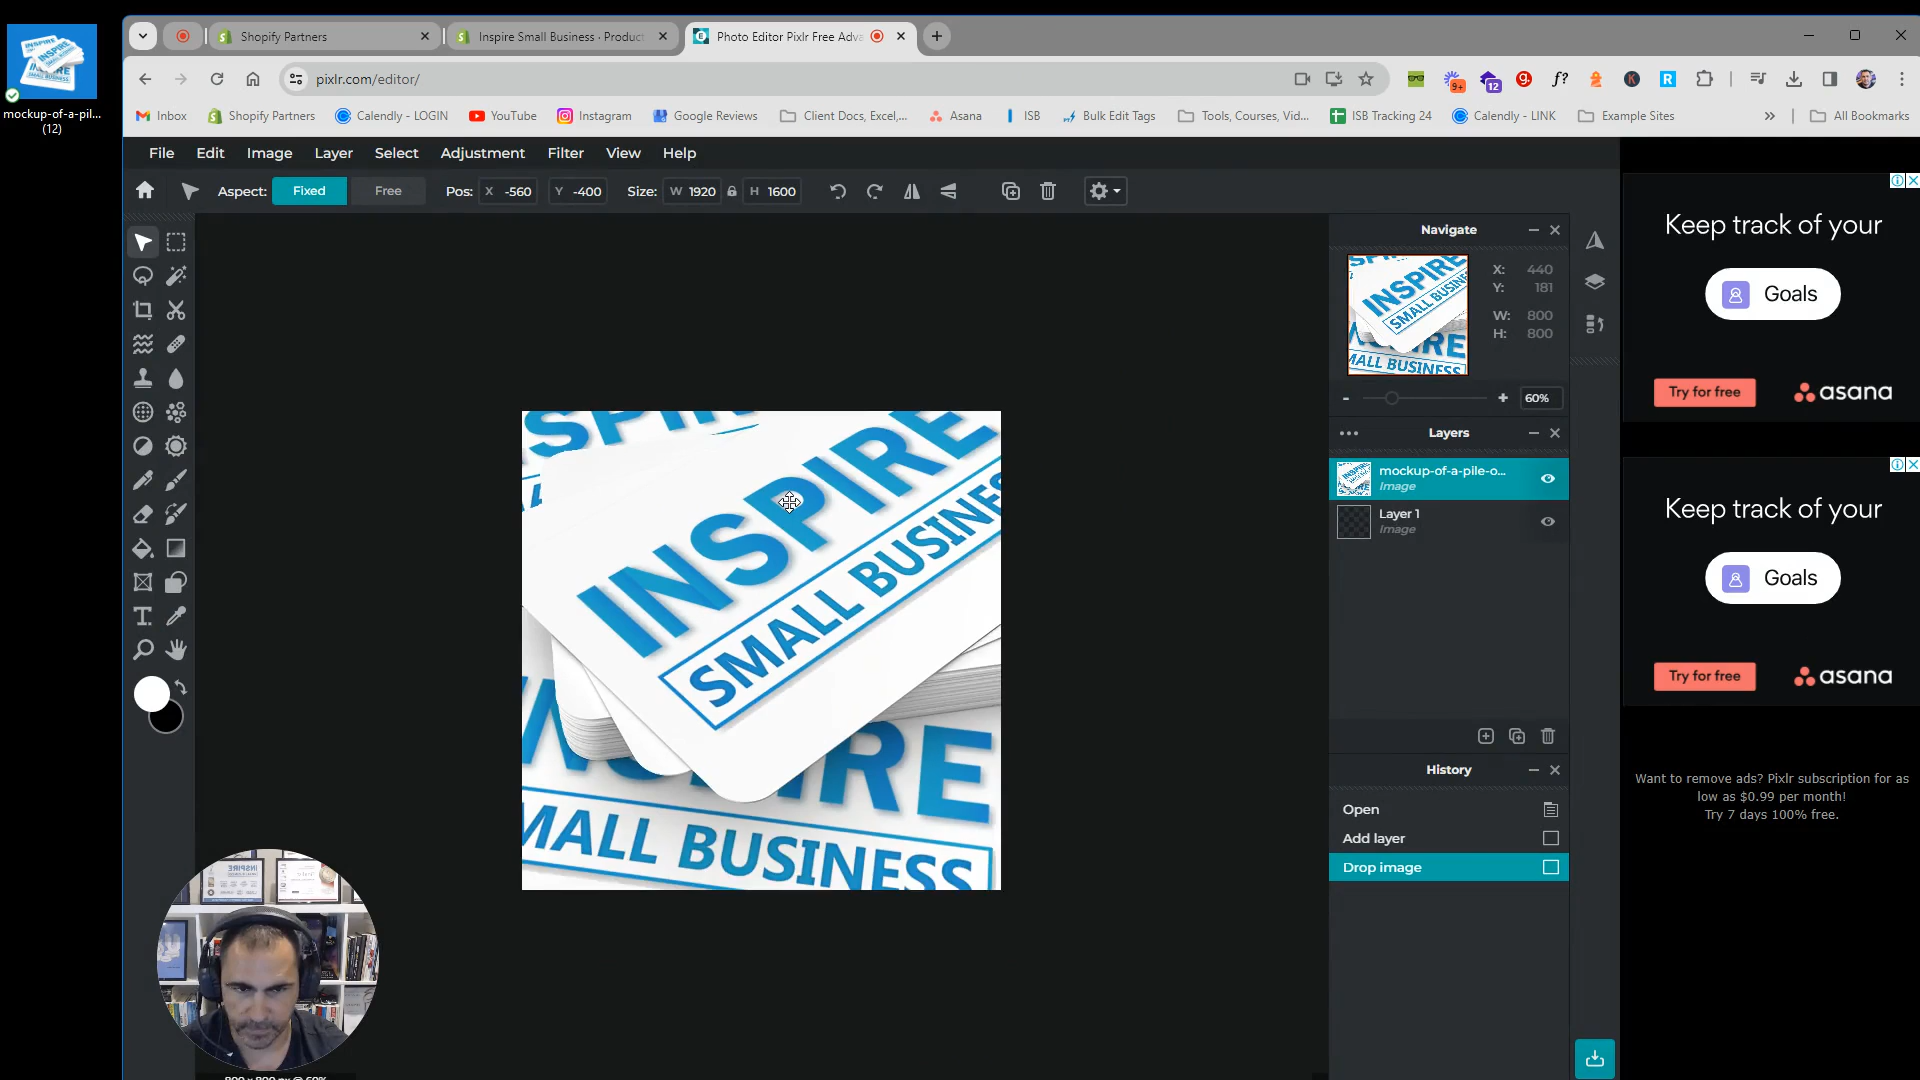 Shopify Partners
Inspire Small Business · Product
Photo Editor Pixlr Free Adva
pixlr.com/editor/
9+
12
Inbox
Shopify Partners
Calendly - LOGIN
YouTube
Instagram
Google Reviews
Client Docs, Excel,...
Asana
ISB
Bulk Edit Tags
Tools, Courses, Vid...
ISB Tracking 24
Calendly - LINK
Example Sites
All Bookmarks
mockup-of-a-pil...
(12)
File Edit Image Layer Select Adjustment Filter View Help
Aspect: Fixed Free Pos: X -560 Y -400 Size: W 1920 H 1600
Navigate
X: 440
Y: 181
W: 800
H: 800
60%
Layers
mockup-of-a-pile-o...
Image
Layer 1
Image
History
Open
Add layer
Drop image
INSPIRE
SMALL BUSINESS
MALL BUSINESS
Keep track of your
Goals
Try for free
asana
Keep track of your
Goals
Try for free
asana
Want to remove ads? Pixlr subscription for as
low as $0.99 per month!
Try 7 days 100% free.